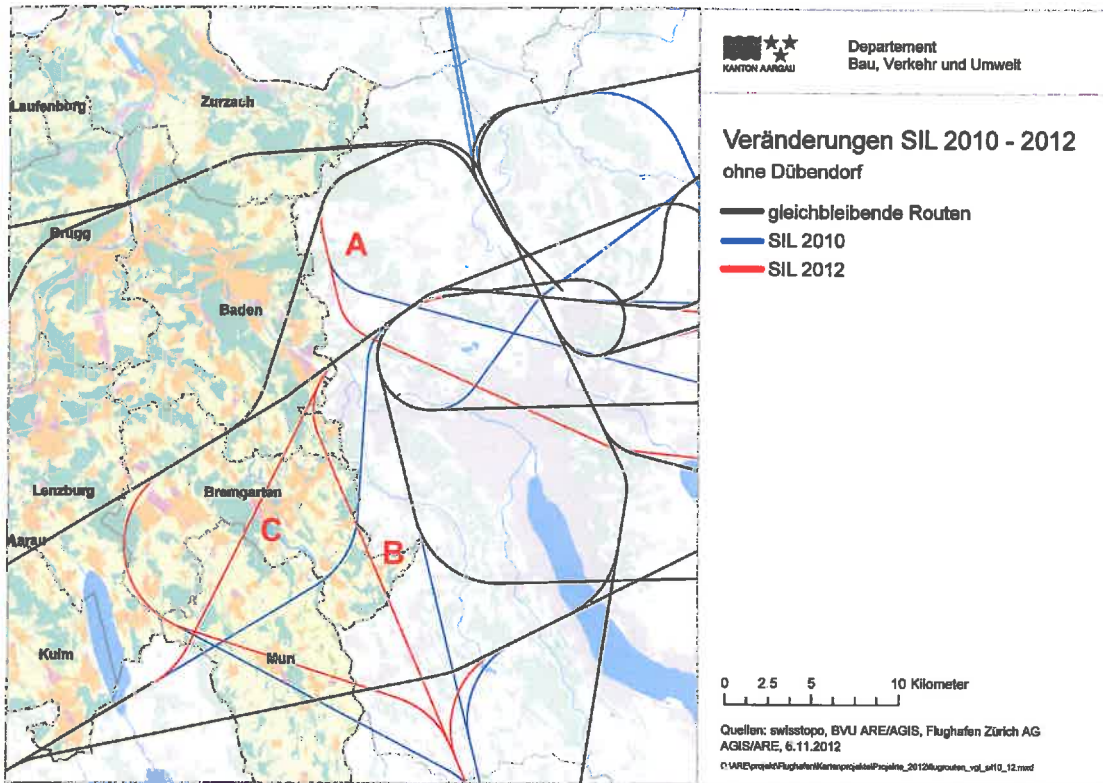 Laufenburg
Zurzach
Brugg
A
Baden
Lenzburg
Bremgarten
Aarau
C
B
Kulm
Muri
KANTON AARGAU
Departement
Bau, Verkehr und Umwelt
Veränderungen SIL 2010 - 2012
ohne Dübendorf
gleichbleibende Routen
SIL 2010
SIL 2012
0 2.5 5 10 Kilometer
Quellen: swisstopo, BVU ARE/AGIS, Flughafen Zürich AG
AGIS/ARE, 6.11.2012